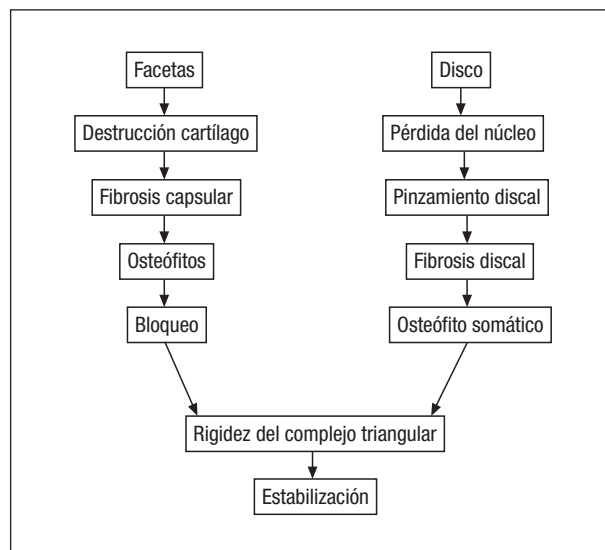 Facetas
Disco
Destrucción cartílago
Pérdida del núcleo
Fibrosis capsular
Pinzamiento discal
Osteófitos
Fibrosis discal
Bloqueo
Osteófito somático
Rigidez del complejo triangular
Estabilización